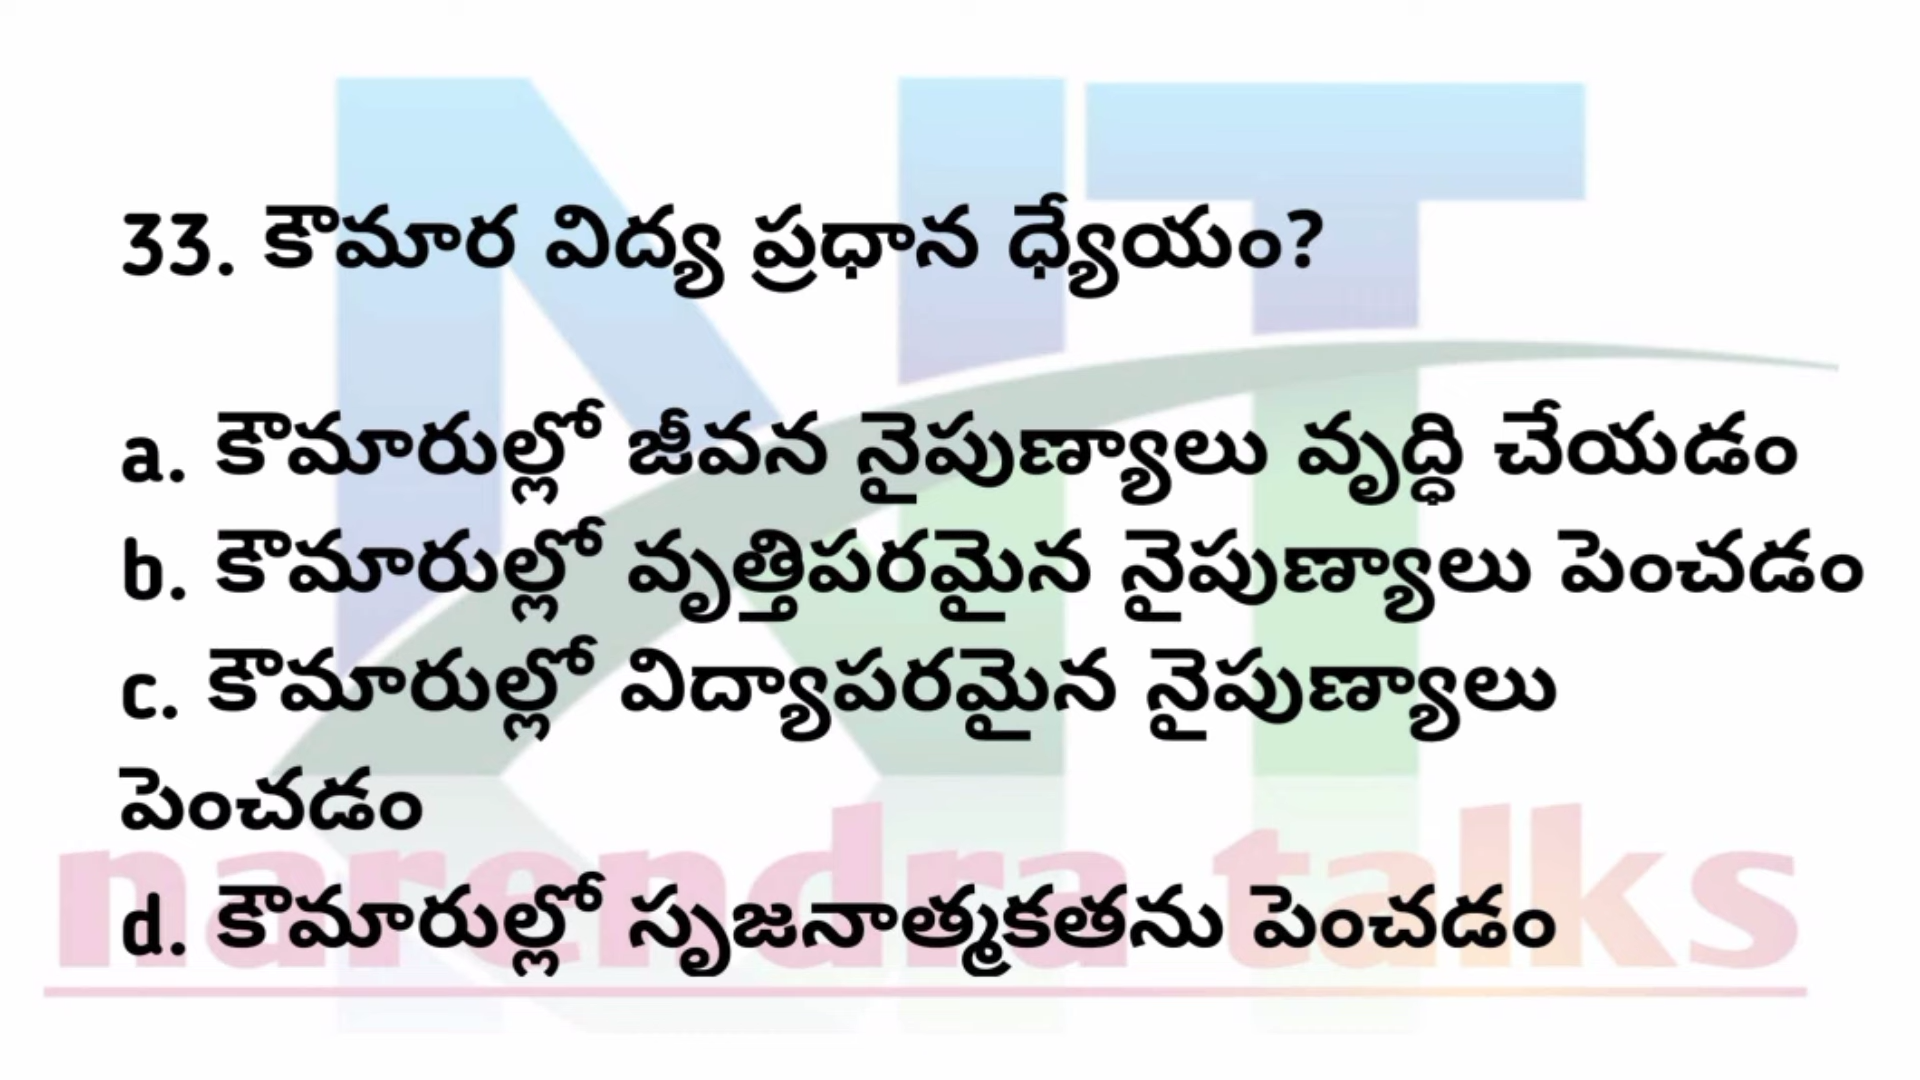 33. కౌమార విద్య ప్రధాన ధ్యేయం?
a. కౌమారుల్లో జీవన నైపుణ్యాలు వృద్ధి చేయడం
b. కౌమారుల్లో వృత్తిపరమైన నైపుణ్యాలు పెంచడం
c. కౌమారుల్లో విద్యాపరమైన నైపుణ్యాలు
పెంచడం
d. కౌమారుల్లో సృజనాత్మకతను పెంచడం
NT
narendra talks